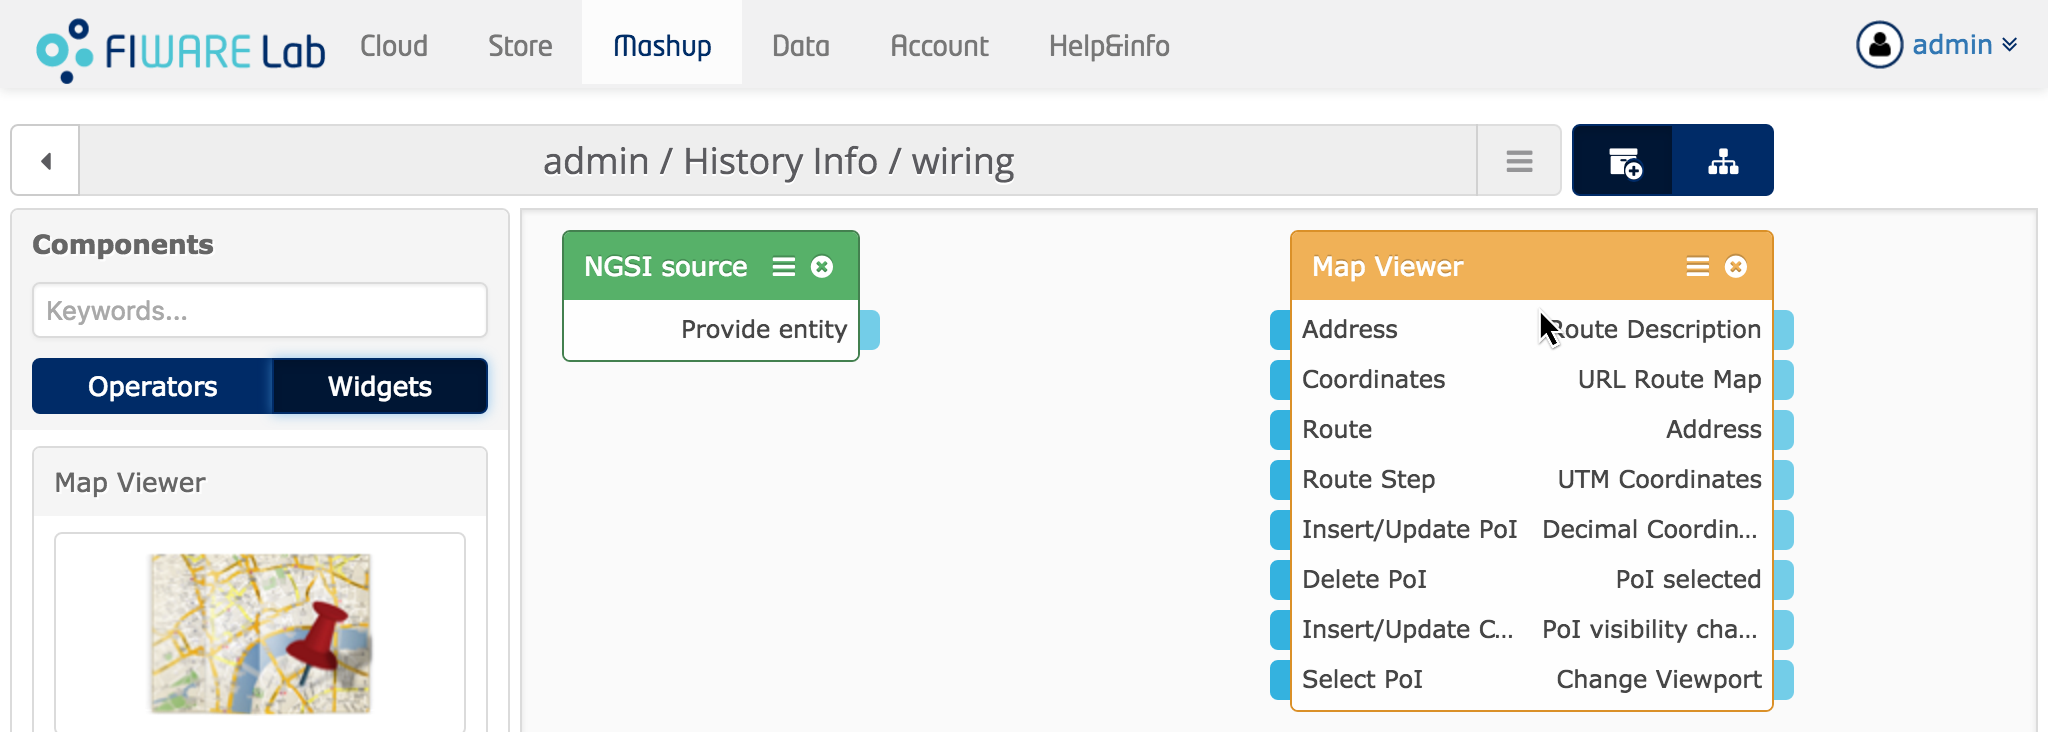 FIWARE Lab Cloud Store Mashup Data Account Help&info admin
admin / History Info / wiring
Components
Keywords...
Operators Widgets
Map Viewer
NGSI source
Provide entity
Map Viewer
Address Route Description
Coordinates URL Route Map
Route Address
Route Step UTM Coordinates
Insert/Update PoI Decimal Coordin...
Delete PoI PoI selected
Insert/Update C... PoI visibility cha...
Select PoI Change Viewport